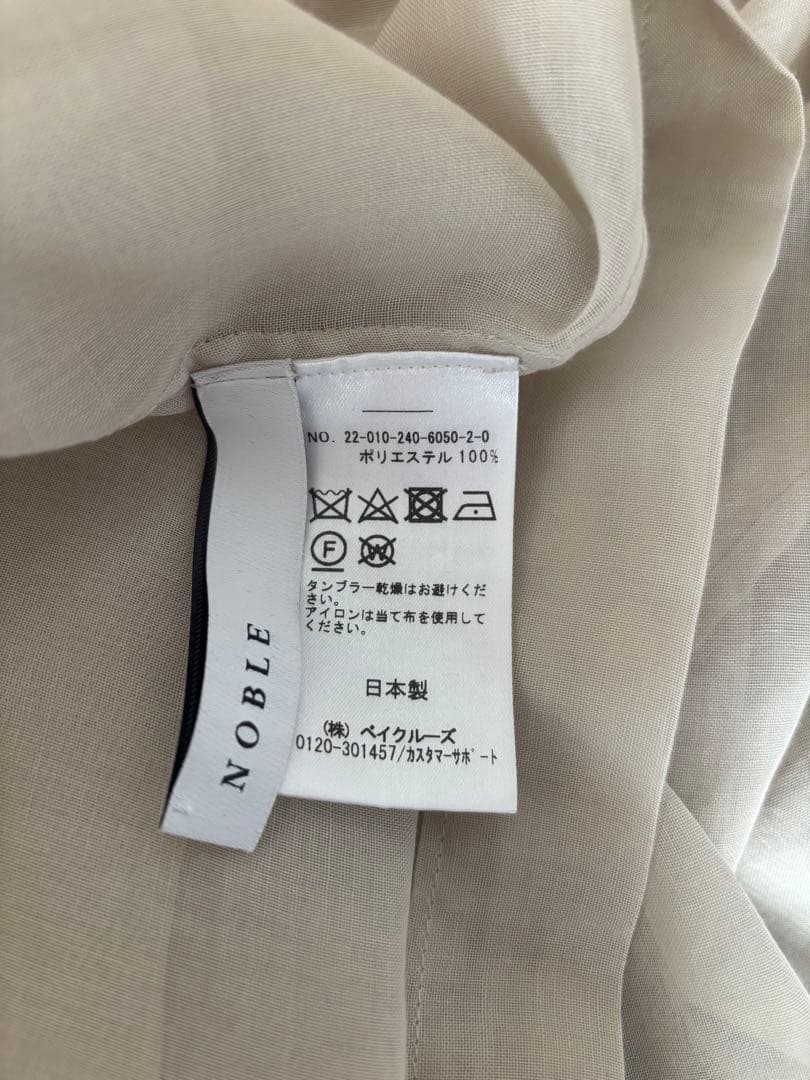 NO. 22-010-240-6050-2-0
ポリエステル 100%
F
W
タンブラー乾燥はお避けくだ
さい。
アイロンは当て布を使用して
ください。
日本製
(株) ベイクルーズ
0120-301457/カスタマーサポート
NOBLE